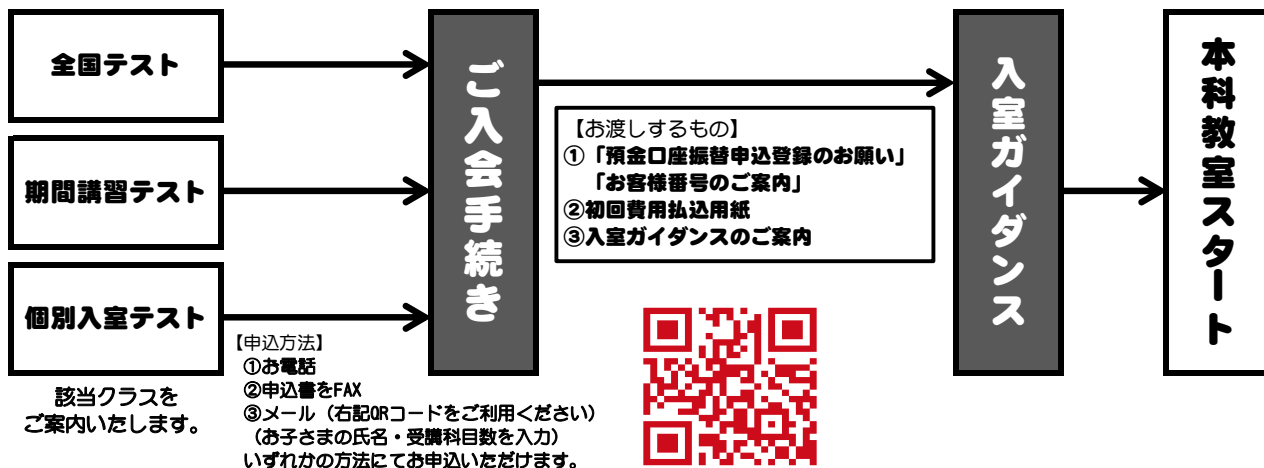 全国テスト
期間講習テスト
個別入室テスト
該当クラスを
ご案内いたします。
【申込方法】
①お電話
②申込書をFAX
③メール（右記QRコードをご利用ください）
（お子さまの氏名・受講科目数を入力）
いずれかの方法にてお申込いただけます。
ご入会手続き
【お渡しするもの】
①「預金口座振替申込登録のお願い」
「お客様番号のご案内」
②初回費用払込用紙
③入室ガイダンスのご案内
入室ガイダンス
本科教室スタート